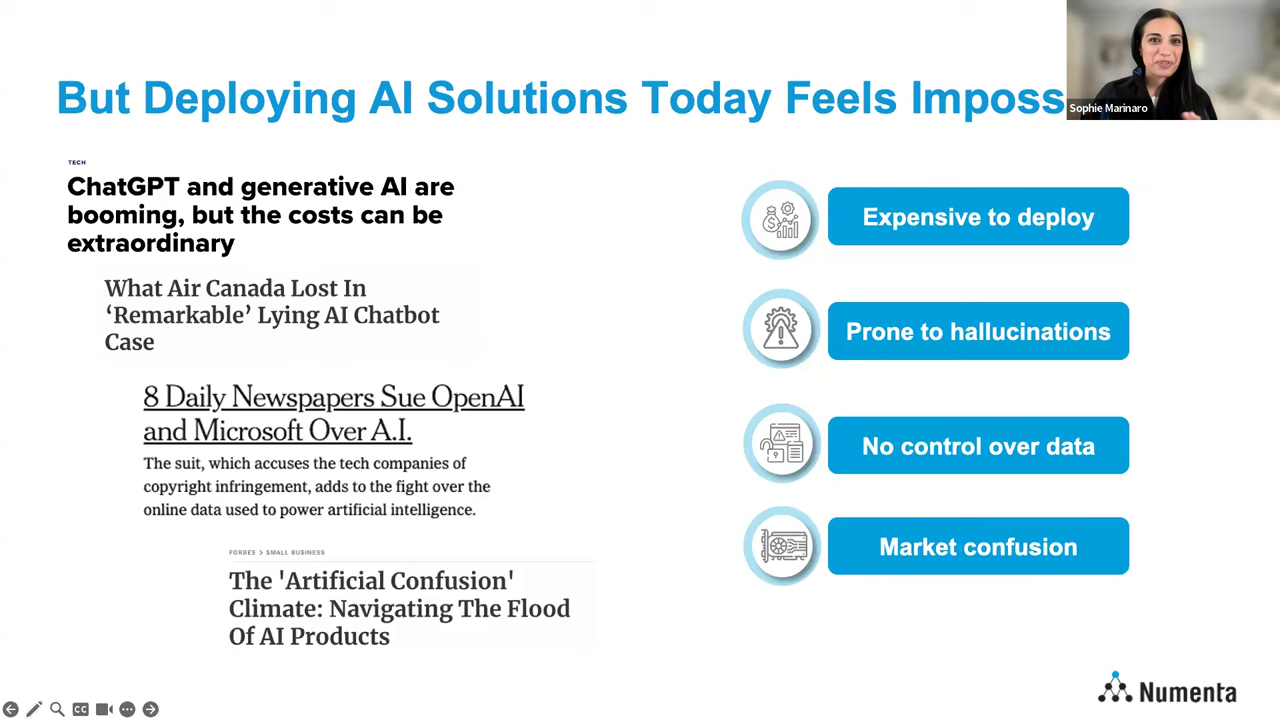 But Deploying AI Solutions Today Feels Imposs
Sophie Marinaro
TECH
ChatGPT and generative AI are
booming, but the costs can be
extraordinary
What Air Canada Lost In
‘Remarkable’ Lying AI Chatbot
Case
8 Daily Newspapers Sue OpenAI
and Microsoft Over A.I.
The suit, which accuses the tech companies of
copyright infringement, adds to the fight over the
online data used to power artificial intelligence.
FORBES > SMALL BUSINESS
The 'Artificial Confusion'
Climate: Navigating The Flood
Of AI Products
Expensive to deploy
Prone to hallucinations
No control over data
Market confusion
CC
Numenta